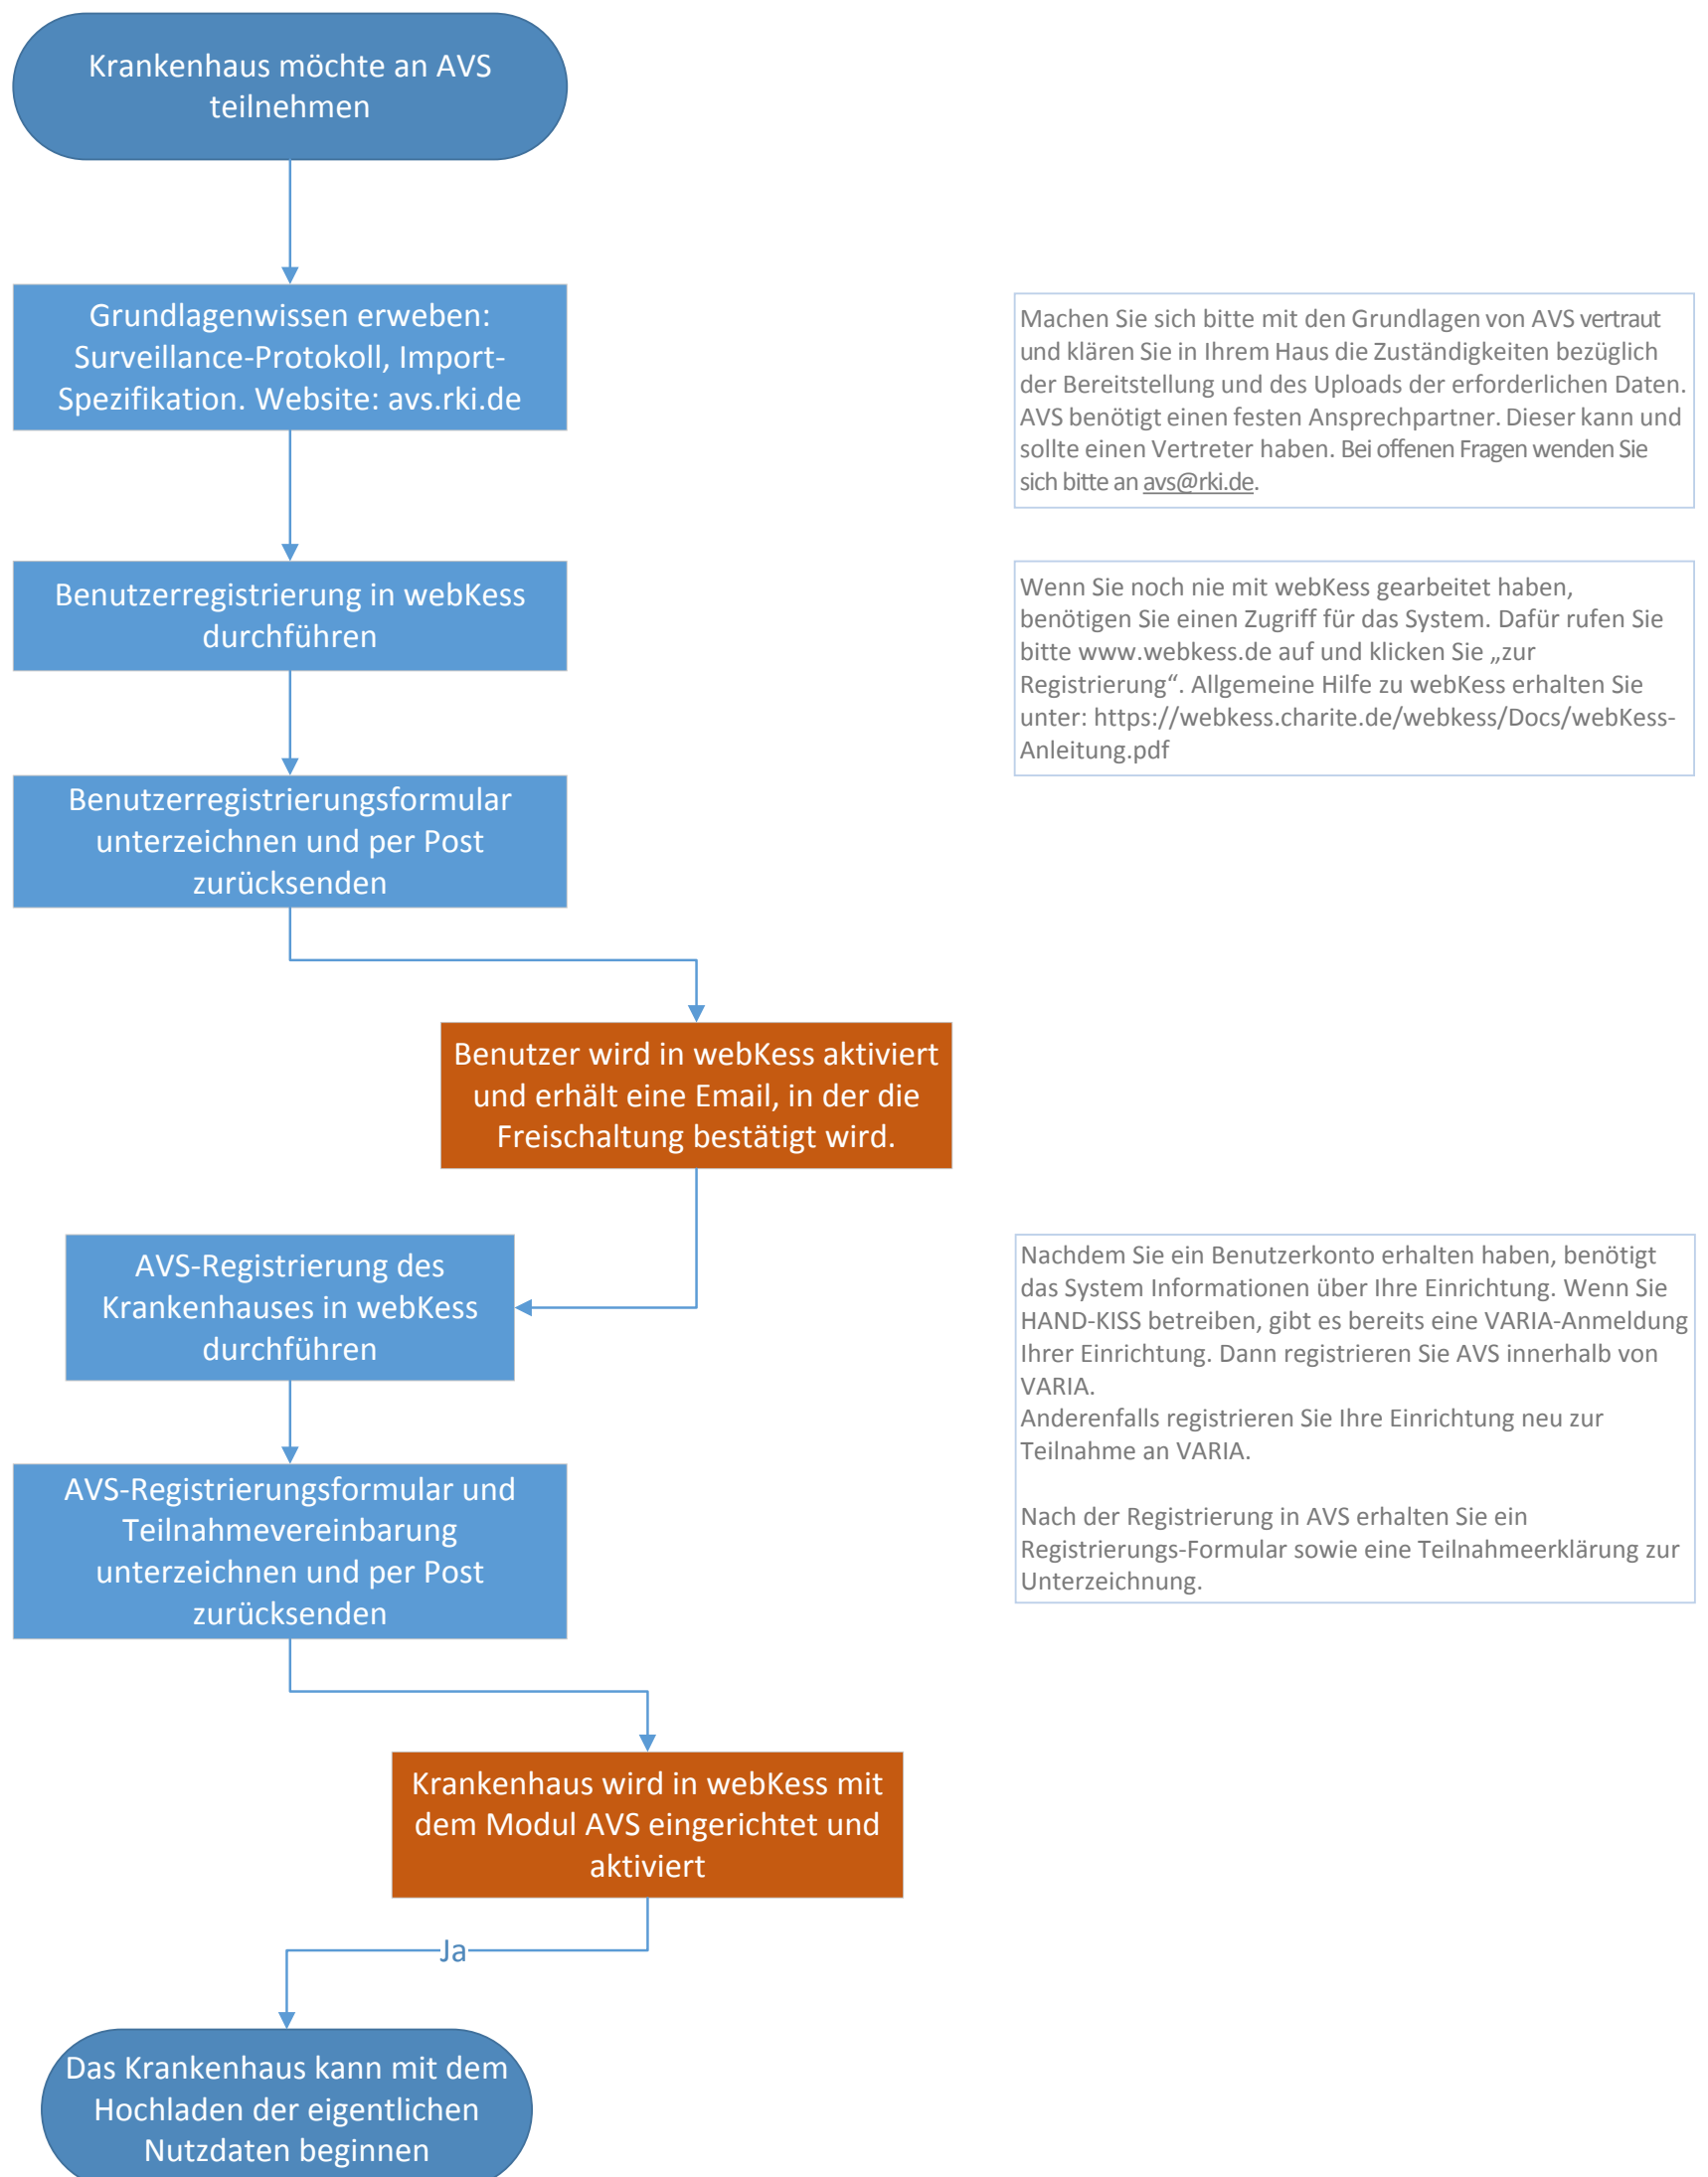 Krankenhaus möchte an AVS
teilnehmen
Grundlagenwissen erweben:
Surveillance-Protokoll, Import-
Spezifikation. Website: avs.rki.de
Machen Sie sich bitte mit den Grundlagen von AVS vertraut
und klären Sie in Ihrem Haus die Zuständigkeiten bezüglich
der Bereitstellung und des Uploads der erforderlichen Daten.
AVS benötigt einen festen Ansprechpartner. Dieser kann und
sollte einen Vertreter haben. Bei offenen Fragen wenden Sie
sich bitte an avs@rki.de.
Benutzerregistrierung in webKess
durchführen
Wenn Sie noch nie mit webKess gearbeitet haben,
benötigen Sie einen Zugriff für das System. Dafür rufen Sie
bitte www.webkess.de auf und klicken Sie „zur
Registrierung“. Allgemeine Hilfe zu webKess erhalten Sie
unter: https://webkess.charite.de/webkess/Docs/webKess-
Anleitung.pdf
Benutzerregistrierungsformular
unterzeichnen und per Post
zurücksenden
Benutzer wird in webKess aktiviert
und erhält eine Email, in der die
Freischaltung bestätigt wird.
AVS-Registrierung des
Krankenhauses in webKess
durchführen
Nachdem Sie ein Benutzerkonto erhalten haben, benötigt
das System Informationen über Ihre Einrichtung. Wenn Sie
HAND-KISS betreiben, gibt es bereits eine VARIA-Anmeldung
Ihrer Einrichtung. Dann registrieren Sie AVS innerhalb von
VARIA.
Anderenfalls registrieren Sie Ihre Einrichtung neu zur
Teilnahme an VARIA.
Nach der Registrierung in AVS erhalten Sie ein
Registrierungs-Formular sowie eine Teilnahmeerklärung zur
Unterzeichnung.
AVS-Registrierungsformular und
Teilnahmevereinbarung
unterzeichnen und per Post
zurücksenden
Krankenhaus wird in webKess mit
dem Modul AVS eingerichtet und
aktiviert
Ja
Das Krankenhaus kann mit dem
Hochladen der eigentlichen
Nutzdaten beginnen